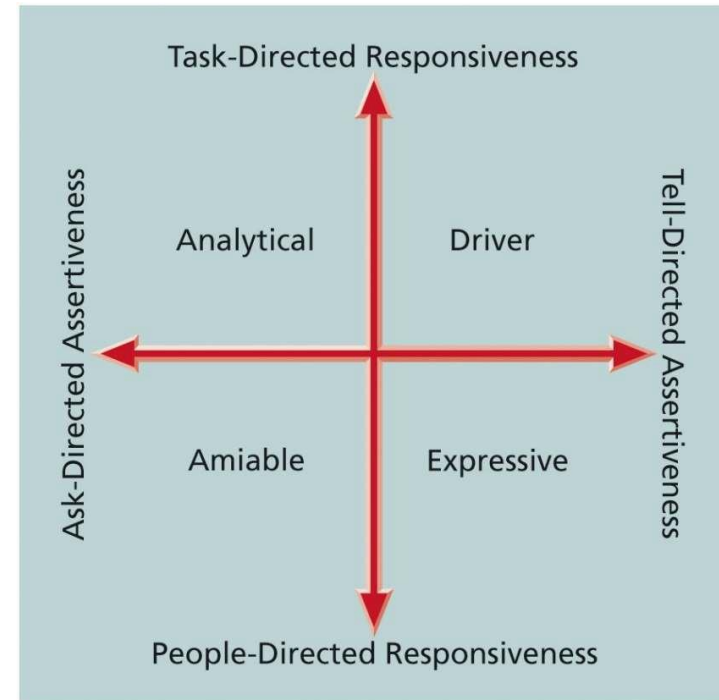 Task-Directed Responsiveness
Ask-Directed Assertiveness
Tell-Directed Assertiveness
Analytical
Driver
Amiable
Expressive
People-Directed Responsiveness